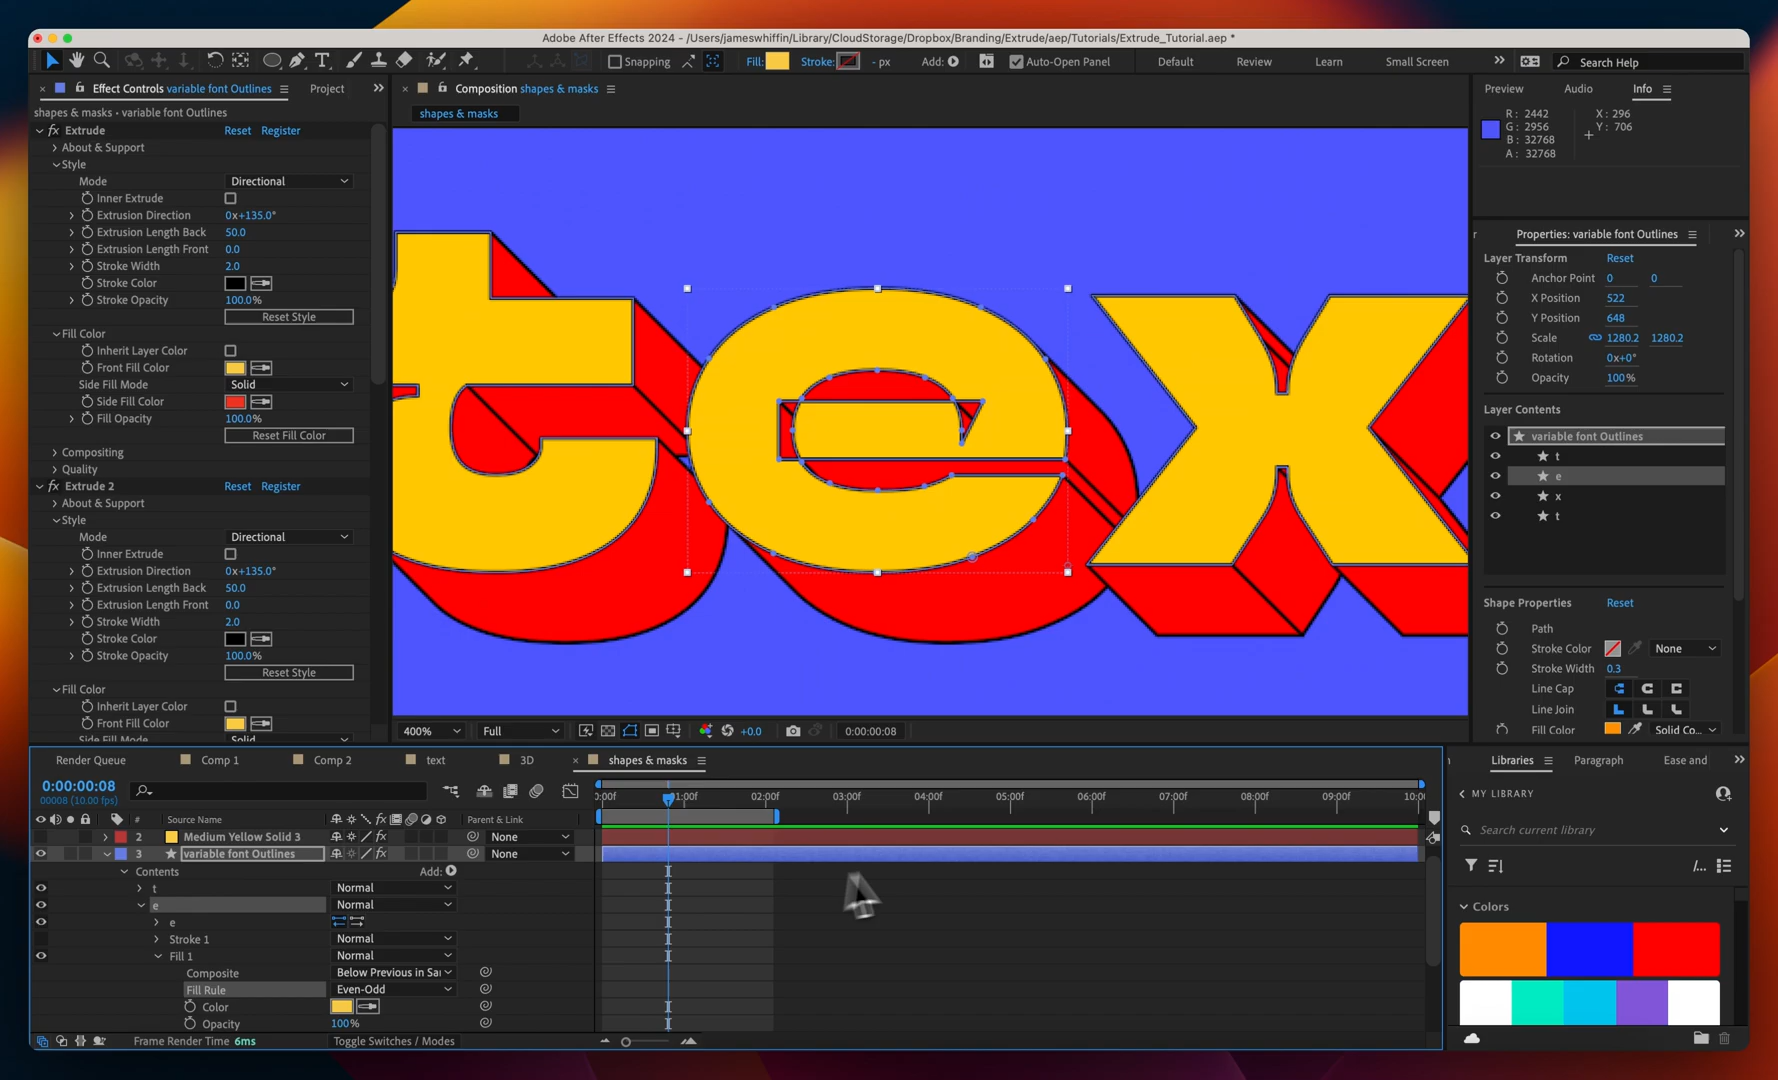 Adobe After Effects 2024 - /Users/jameswhiffin/Library/CloudStorage/Dropbox/Branding/Extrude/aep/Tutorials/Extrude_Tutorial.aep *
Snapping
Fill:
Stroke:
- px
Add:
Auto-Open Panel
Default
Review
Learn
Small Screen
Search Help
Effect Controls variable font Outlines
Project
shapes & masks • variable font Outlines
fx Extrude Reset Register
About & Support
Style
Mode Directional
Inner Extrude
Extrusion Direction 0x+135.0°
Extrusion Length Back 50.0
Extrusion Length Front 0.0
Stroke Width 2.0
Stroke Color
Stroke Opacity 100.0%
Reset Style
Fill Color
Inherit Layer Color
Front Fill Color
Side Fill Mode Solid
Side Fill Color
Fill Opacity 100.0%
Reset Fill Color
Compositing
Quality
fx Extrude 2 Reset Register
About & Support
Style
Mode Directional
Inner Extrude
Extrusion Direction 0x+135.0°
Extrusion Length Back 50.0
Extrusion Length Front 0.0
Stroke Width 2.0
Stroke Color
Stroke Opacity 100.0%
Reset Style
Fill Color
Inherit Layer Color
Front Fill Color
Side Fill Mode Solid
Composition shapes & masks
shapes & masks
tex
400%
Full
+0.0
0:00:00:08
Preview
Audio
Info
R: 2442
G: 2956
B: 32768
A: 32768
X: 296
Y: 706
Properties: variable font Outlines
Layer Transform Reset
Anchor Point 0 0
X Position 522
Y Position 648
Scale 1280.2 1280.2
Rotation 0x+0°
Opacity 100%
Layer Contents
variable font Outlines
t
e
x
t
Shape Properties Reset
Path
Stroke Color None
Stroke Width 0.3
Line Cap
Line Join
Fill Color Solid Co...
Render Queue
Comp 1
Comp 2
text
3D
shapes & masks
0:00:00:08
00008 (10.00 fps)
# Source Name
fx
Parent & Link
2 Medium Yellow Solid 3 fx None
3 variable font Outlines fx None
Contents Add:
t Normal
e Normal
e
Stroke 1 Normal
Fill 1 Normal
Composite Below Previous in Sa
Fill Rule Even-Odd
Color
Opacity 100%
Frame Render Time 6ms
Toggle Switches / Modes
0:00f
01:00f
02:00f
03:00f
04:00f
05:00f
06:00f
07:00f
08:00f
09:00f
10:0
Libraries
Paragraph
Ease and
MY LIBRARY
Search current library
Colors